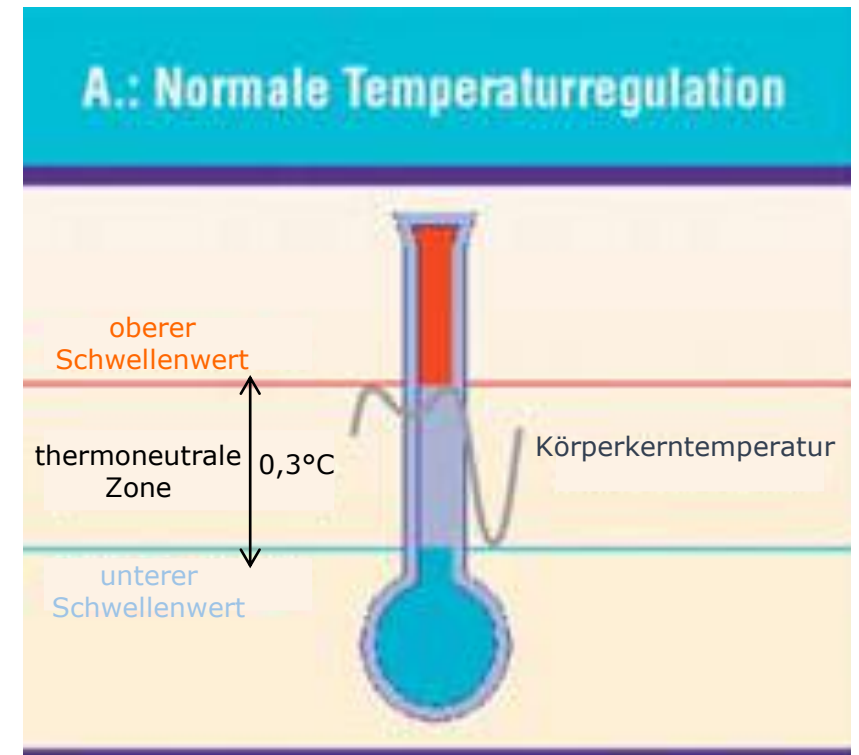 A.: Normale Temperaturregulation
oberer
Schwellenwert
thermoneutrale
Zone
0,3°C
Körperkerntemperatur
unterer
Schwellenwert